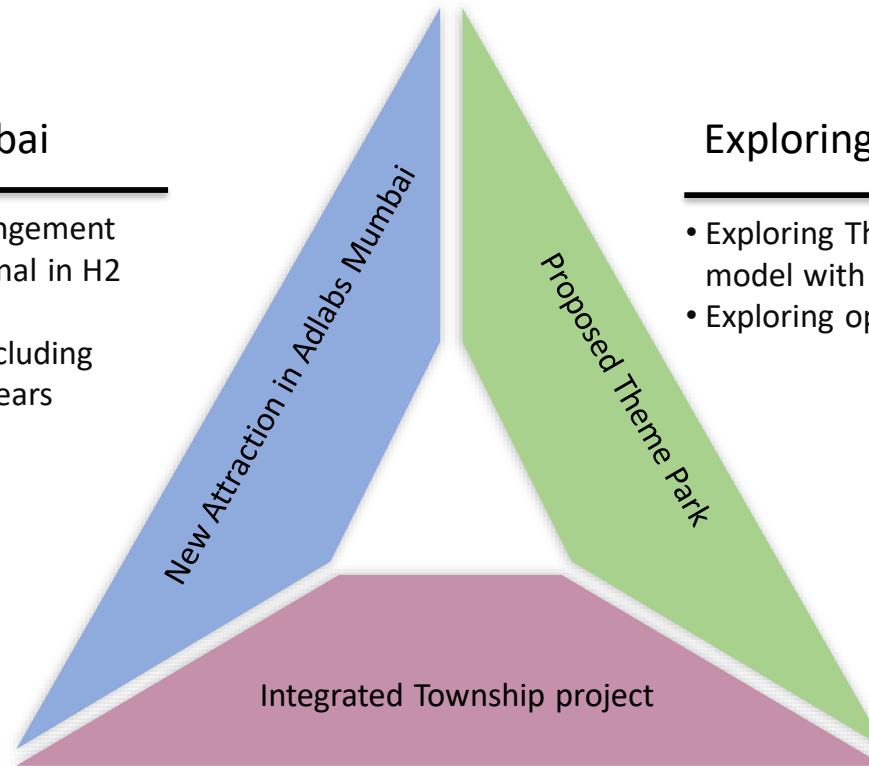 bai
ngement
nal in H2
cluding
ears
New Attraction in Adlabs Mumbai
Proposed Theme Park
Integrated Township project
Exploring
• Exploring Th
model with
• Exploring op